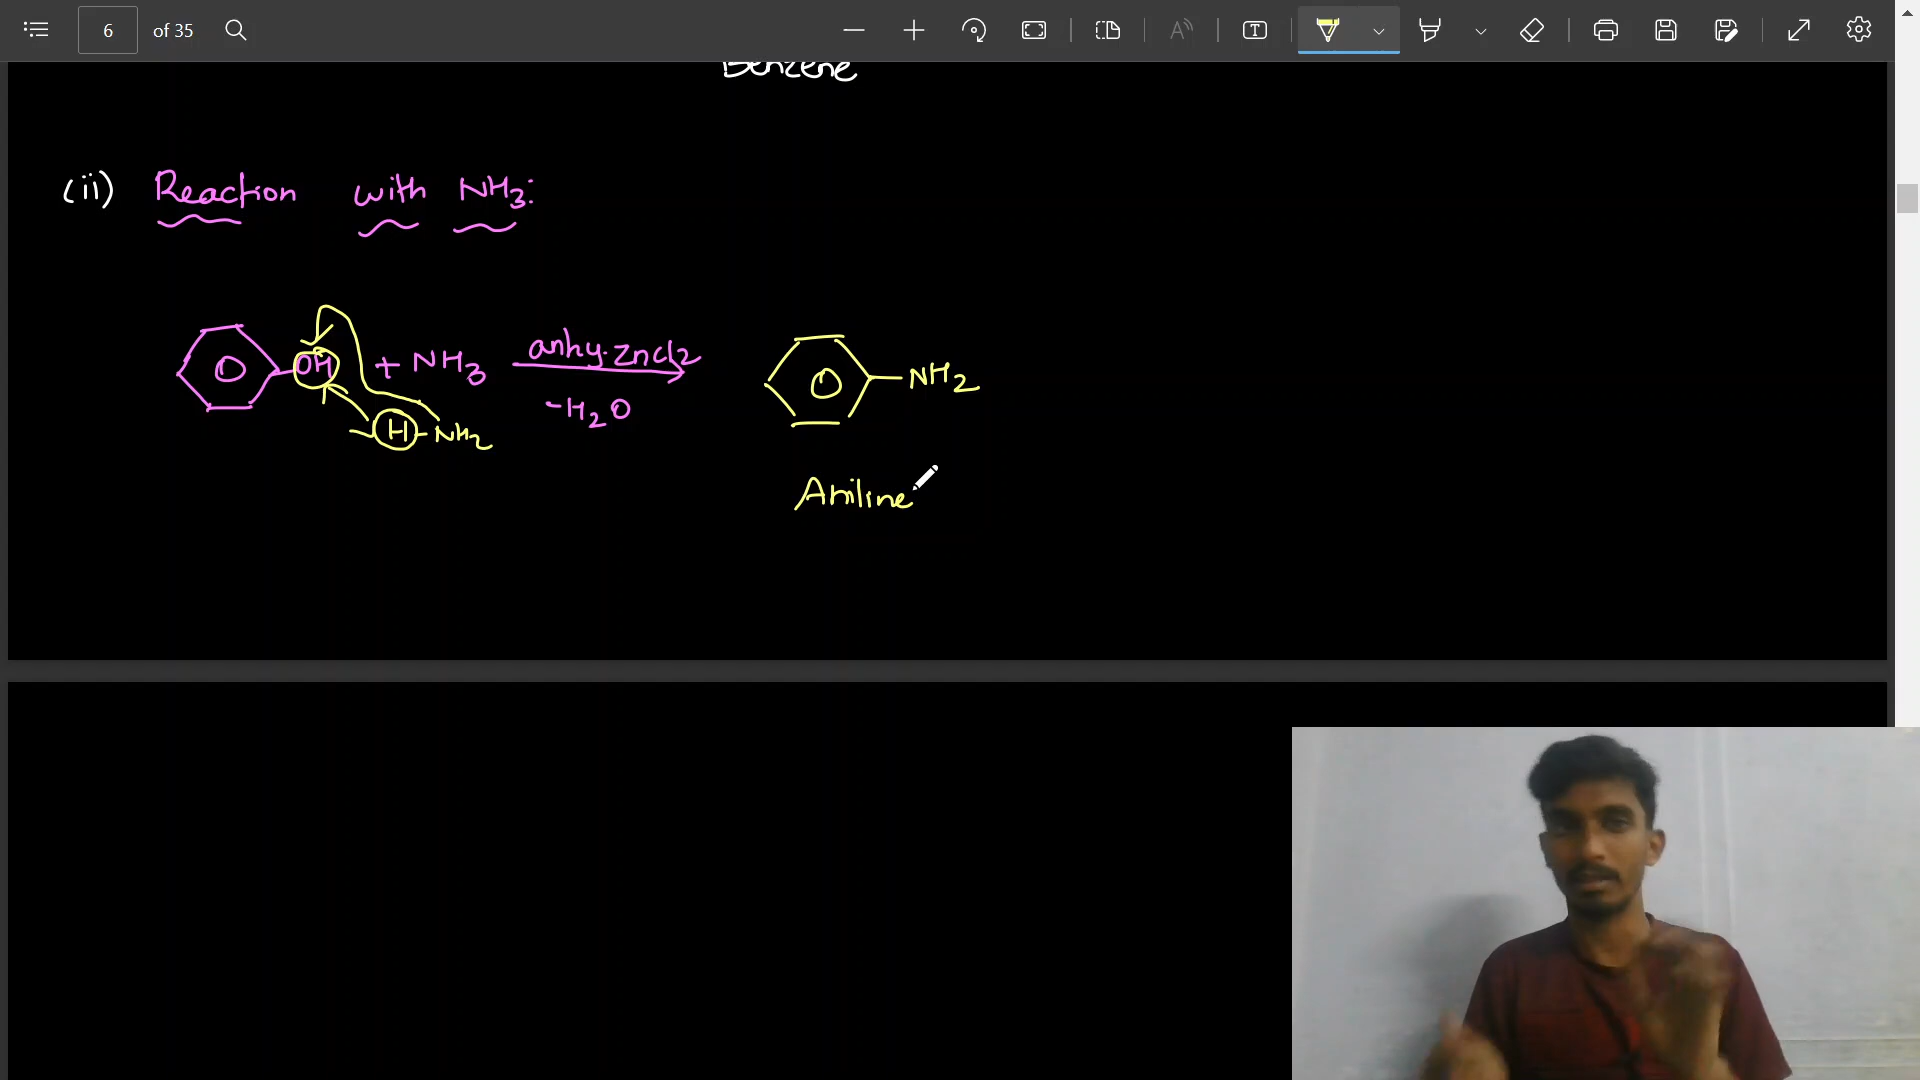 6 of 35
Benzene
(ii) Reaction with NH3:
OH + NH3 anhy. ZnCl2 NH2
-H2O
H-NH2
Aniline